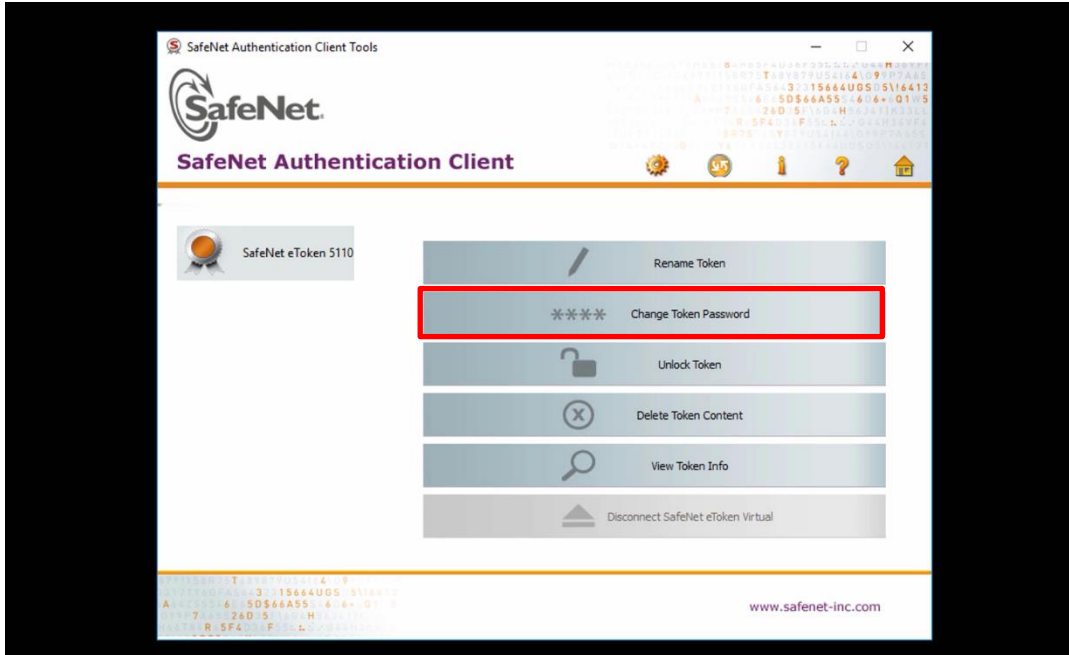 SafeNet Authentication Client Tools
SafeNet.
SafeNet Authentication Client
SafeNet eToken 5110
Rename Token
**** Change Token Password
Unlock Token
Delete Token Content
View Token Info
Disconnect SafeNet eToken Virtual
www.safenet-inc.com